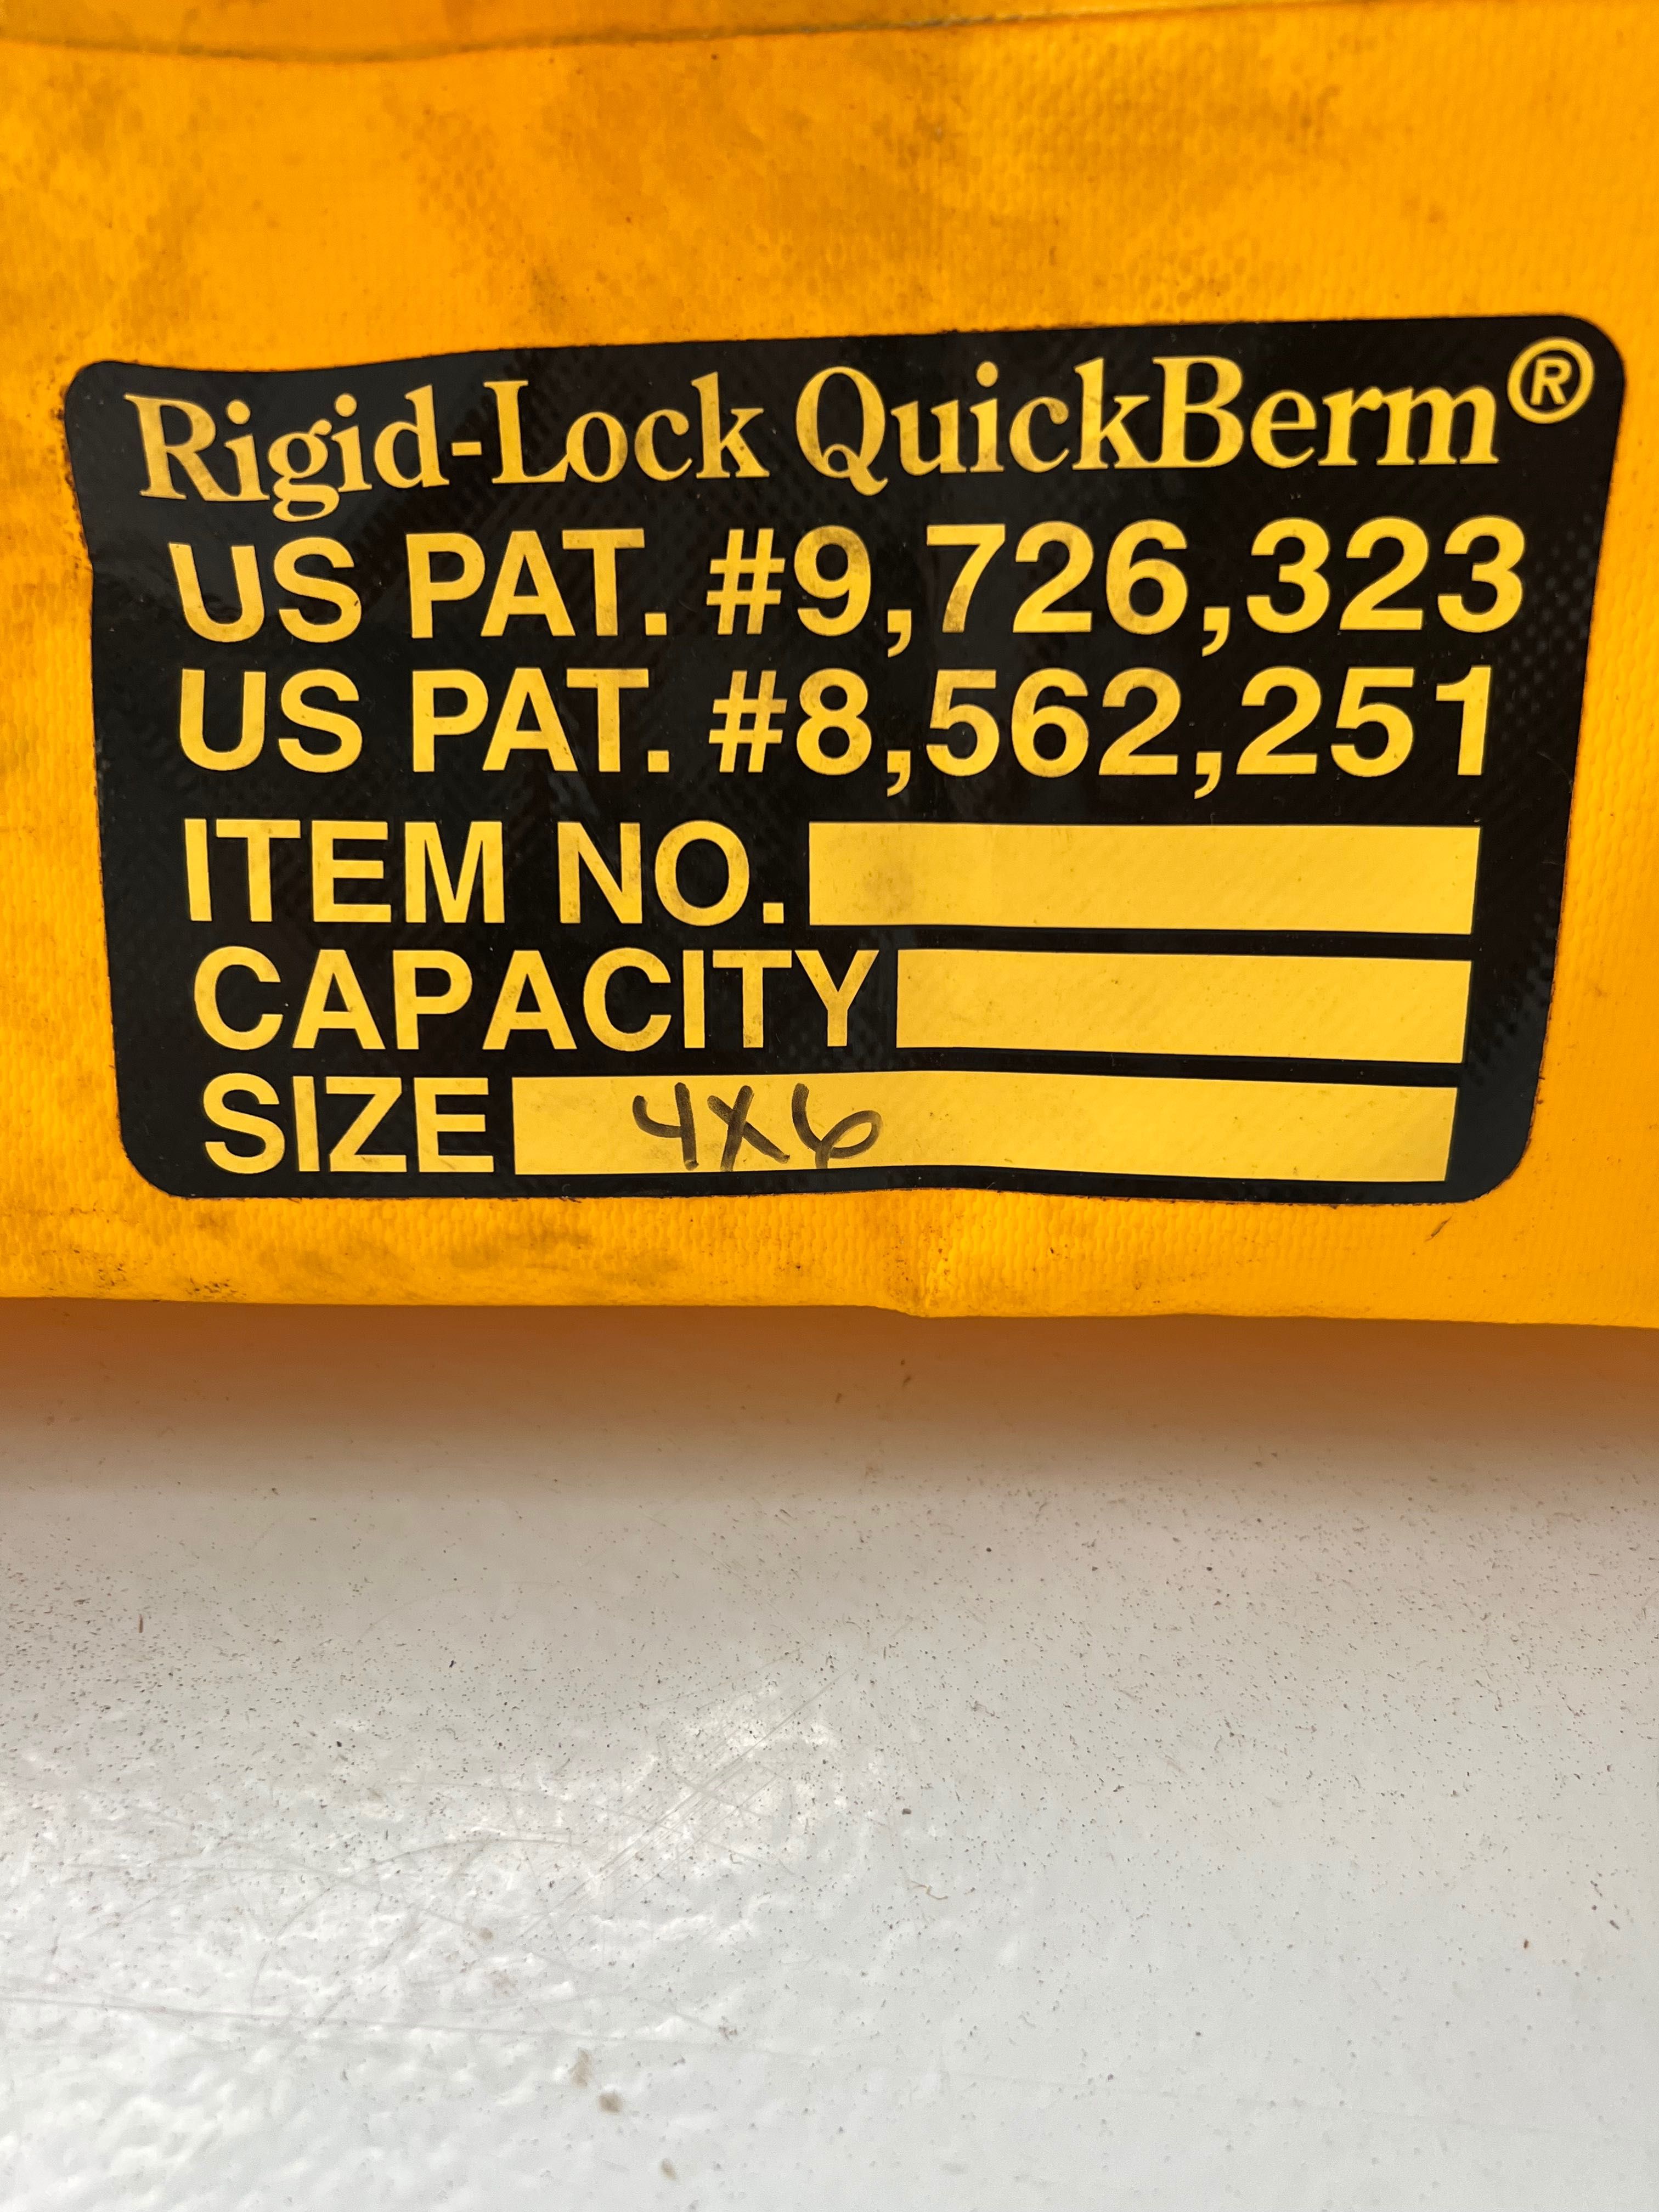 Rigid-Lock QuickBerm®
US PAT. #9,726,323
US PAT. #8,562,251
ITEM NO.
CAPACITY
SIZE 4X6